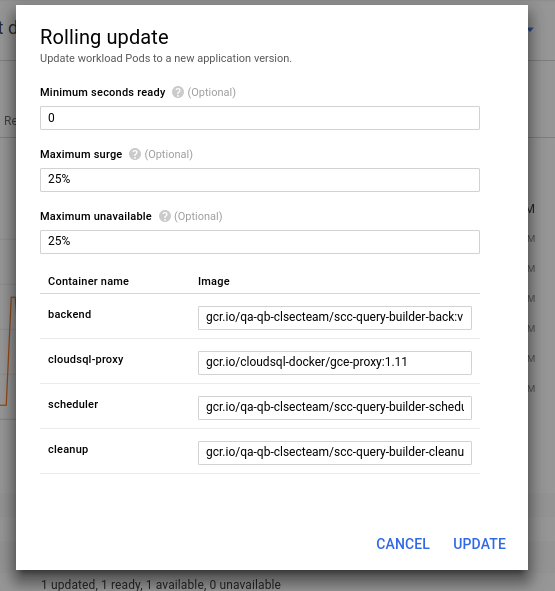 Rolling update
Update workload Pods to a new application version.
Minimum seconds ready ? (Optional)
0
Maximum surge ? (Optional)
25%
Maximum unavailable ? (Optional)
25%
Container name Image
backend gcr.io/qa-qb-clsecteam/scc-query-builder-back:v
cloudsql-proxy gcr.io/cloudsql-docker/gce-proxy:1.11
scheduler gcr.io/qa-qb-clsecteam/scc-query-builder-schedu
cleanup gcr.io/qa-qb-clsecteam/scc-query-builder-cleanu
CANCEL UPDATE
1 updated, 1 ready, 1 available, 0 unavailable